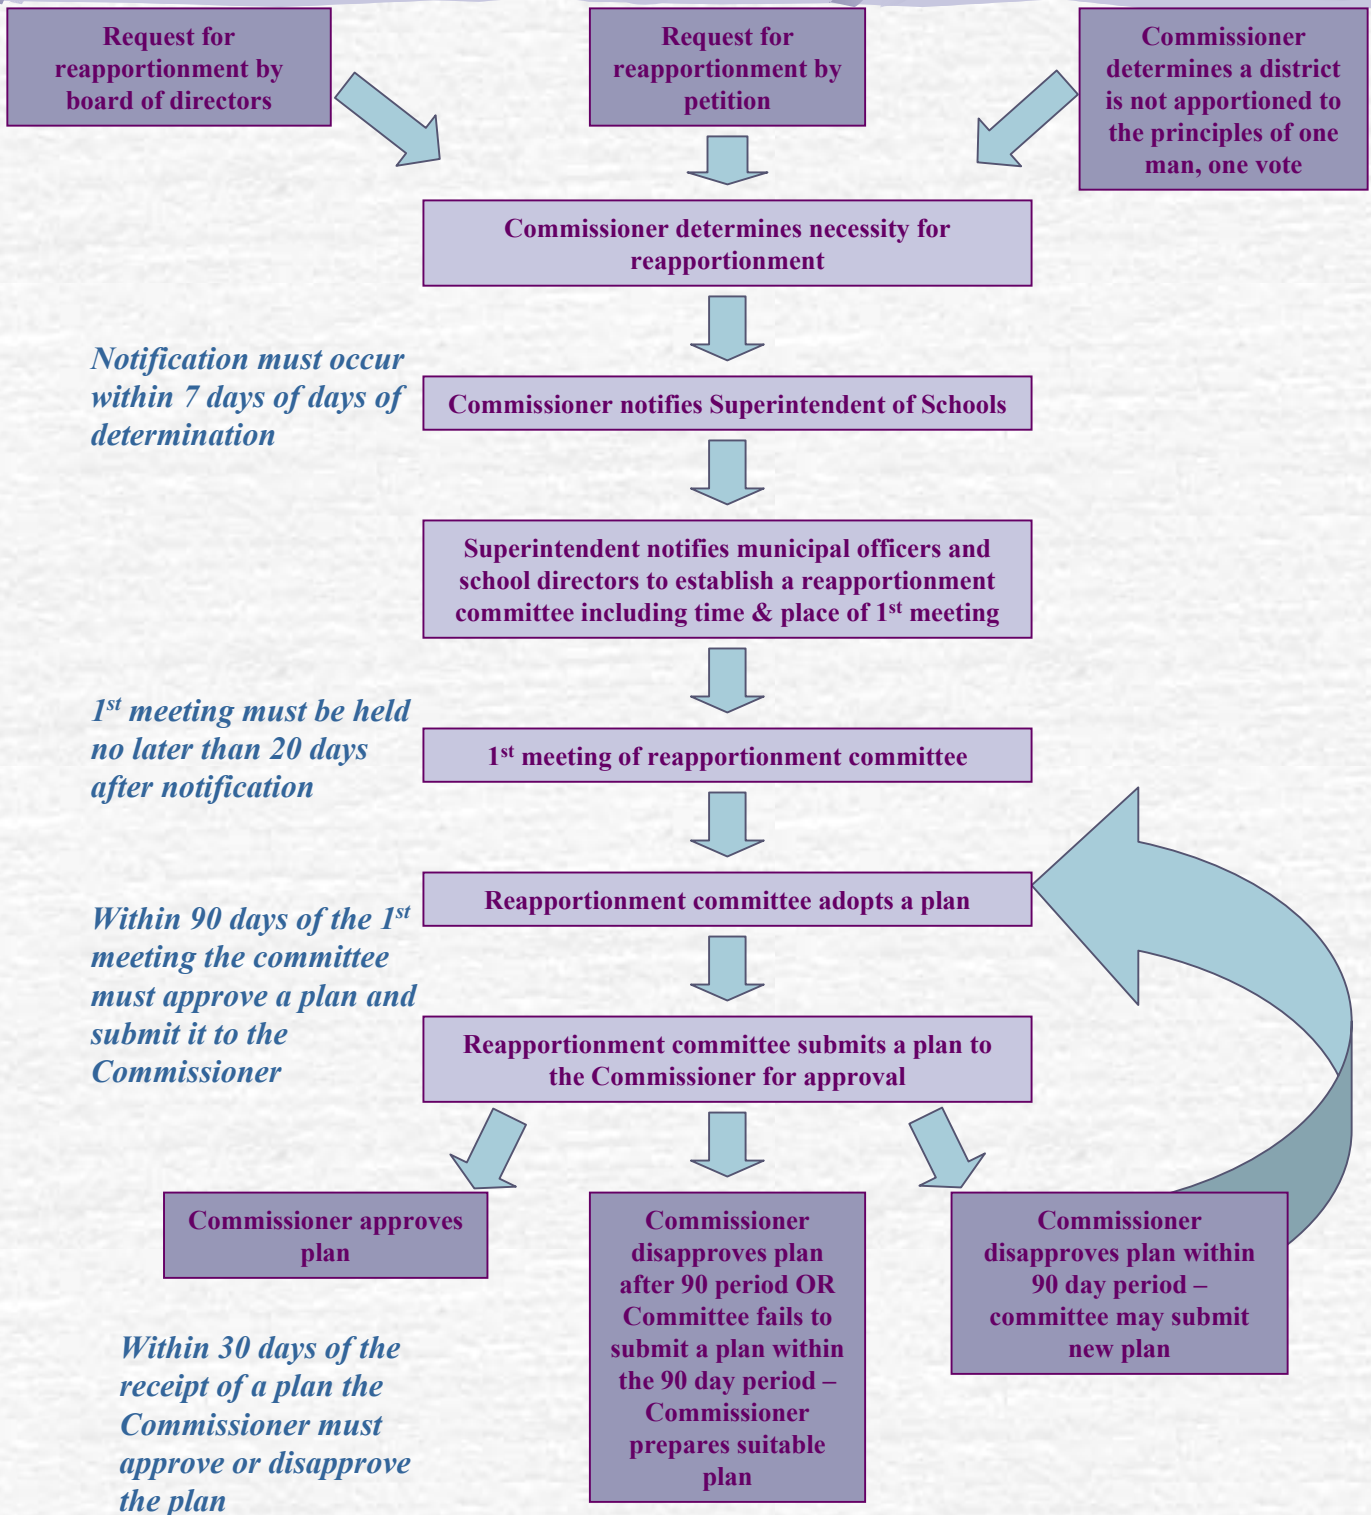 Request for
reapportionment by
board of directors
Request for
reapportionment by
petition
Commissioner
determines a district
is not apportioned to
the principles of one
man, one vote
Commissioner determines necessity for
reapportionment
Notification must occur
within 7 days of days of
determination
Commissioner notifies Superintendent of Schools
Superintendent notifies municipal officers and
school directors to establish a reapportionment
committee including time & place of 1st meeting
1st meeting must be held
no later than 20 days
after notification
1st meeting of reapportionment committee
Reapportionment committee adopts a plan
Within 90 days of the 1st
meeting the committee
must approve a plan and
submit it to the
Commissioner
Reapportionment committee submits a plan to
the Commissioner for approval
Commissioner approves
plan
Commissioner
disapproves plan
after 90 period OR
Committee fails to
submit a plan within
the 90 day period –
Commissioner
prepares suitable
plan
Commissioner
disapproves plan within
90 day period –
committee may submit
new plan
Within 30 days of the
receipt of a plan the
Commissioner must
approve or disapprove
the plan